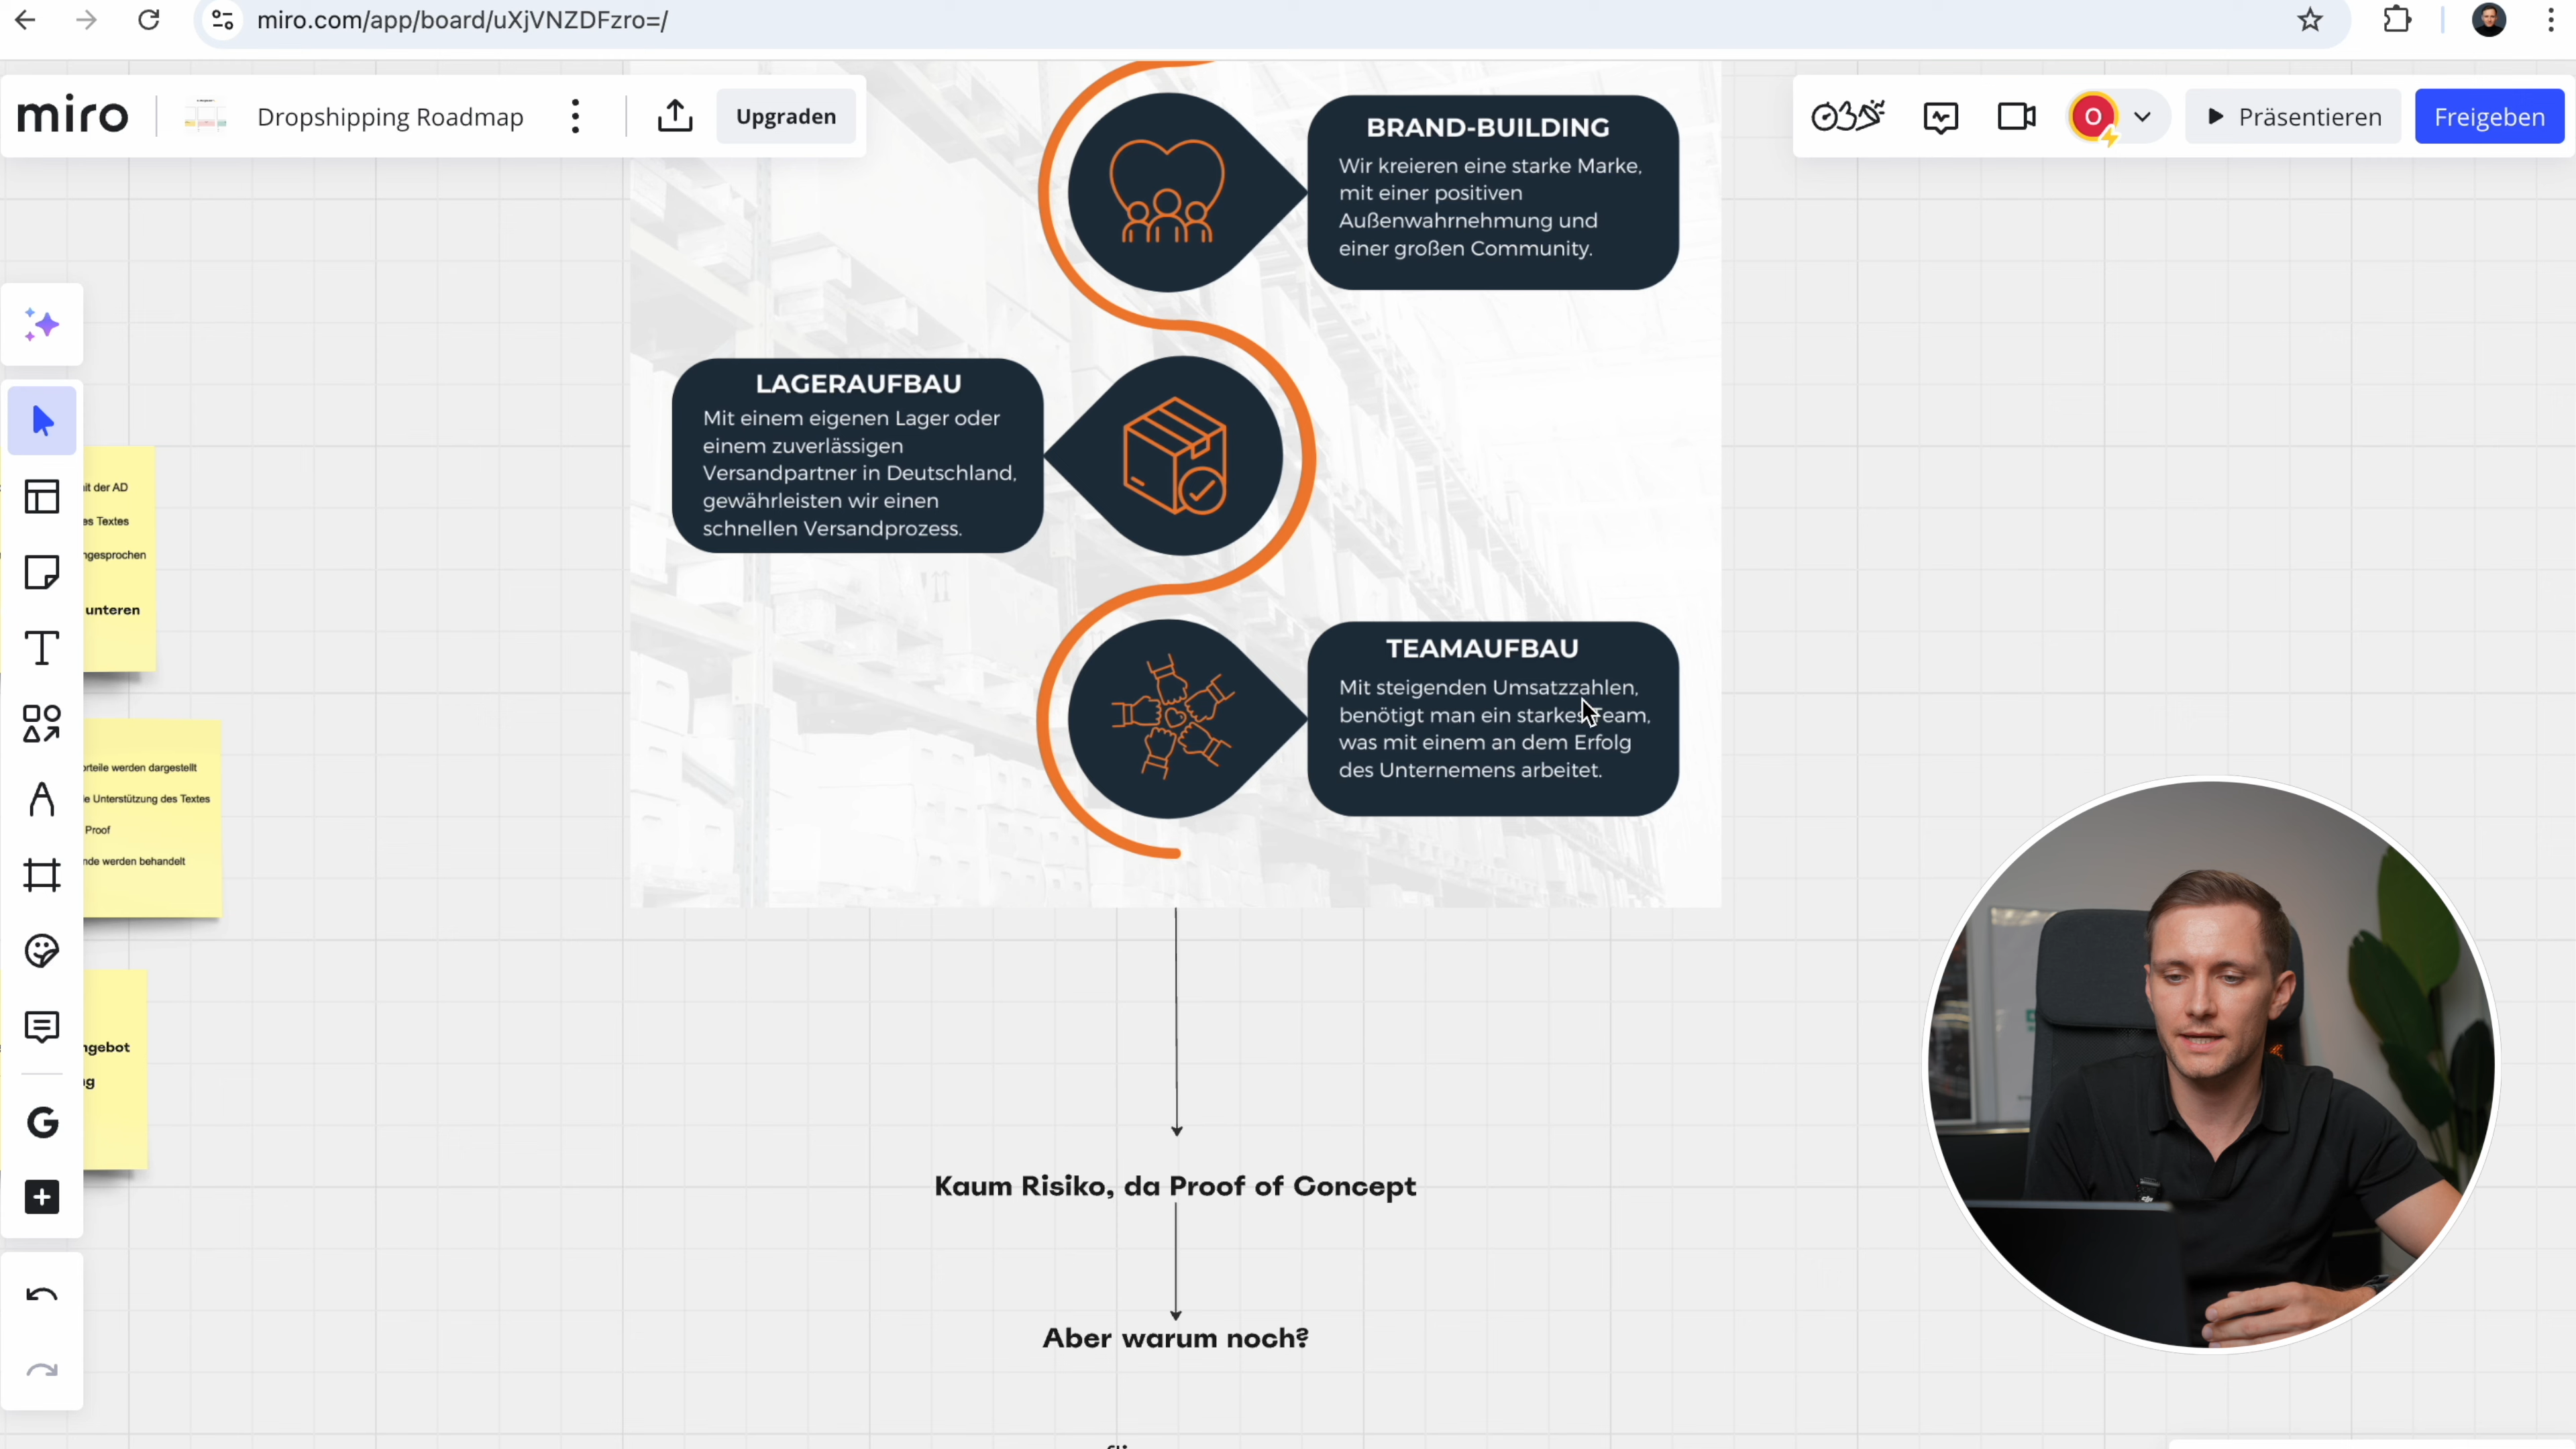 miro.com/app/board/uXjVNZDFzro=/
miro
Dropshipping Roadmap
Upgraden
Präsentieren
Freigeben
BRAND-BUILDING
Wir kreieren eine starke Marke,
mit einer positiven
Außenwahrnehmung und
einer großen Community.
LAGERAUFBAU
Mit einem eigenen Lager oder
einem zuverlässigen
Versandpartner in Deutschland,
gewährleisten wir einen
schnellen Versandprozess.
TEAMAUFBAU
Mit steigenden Umsatzzahlen,
benötigt man ein starkes Team,
was mit einem an dem Erfolg
des Unternemens arbeitet.
Kaum Risiko, da Proof of Concept
Aber warum noch?
it der AD
es Textes
ngesprochen
unteren
orteile werden dargestellt
e Unterstützung des Textes
Proof
nde werden behandelt
ngebot
g
O